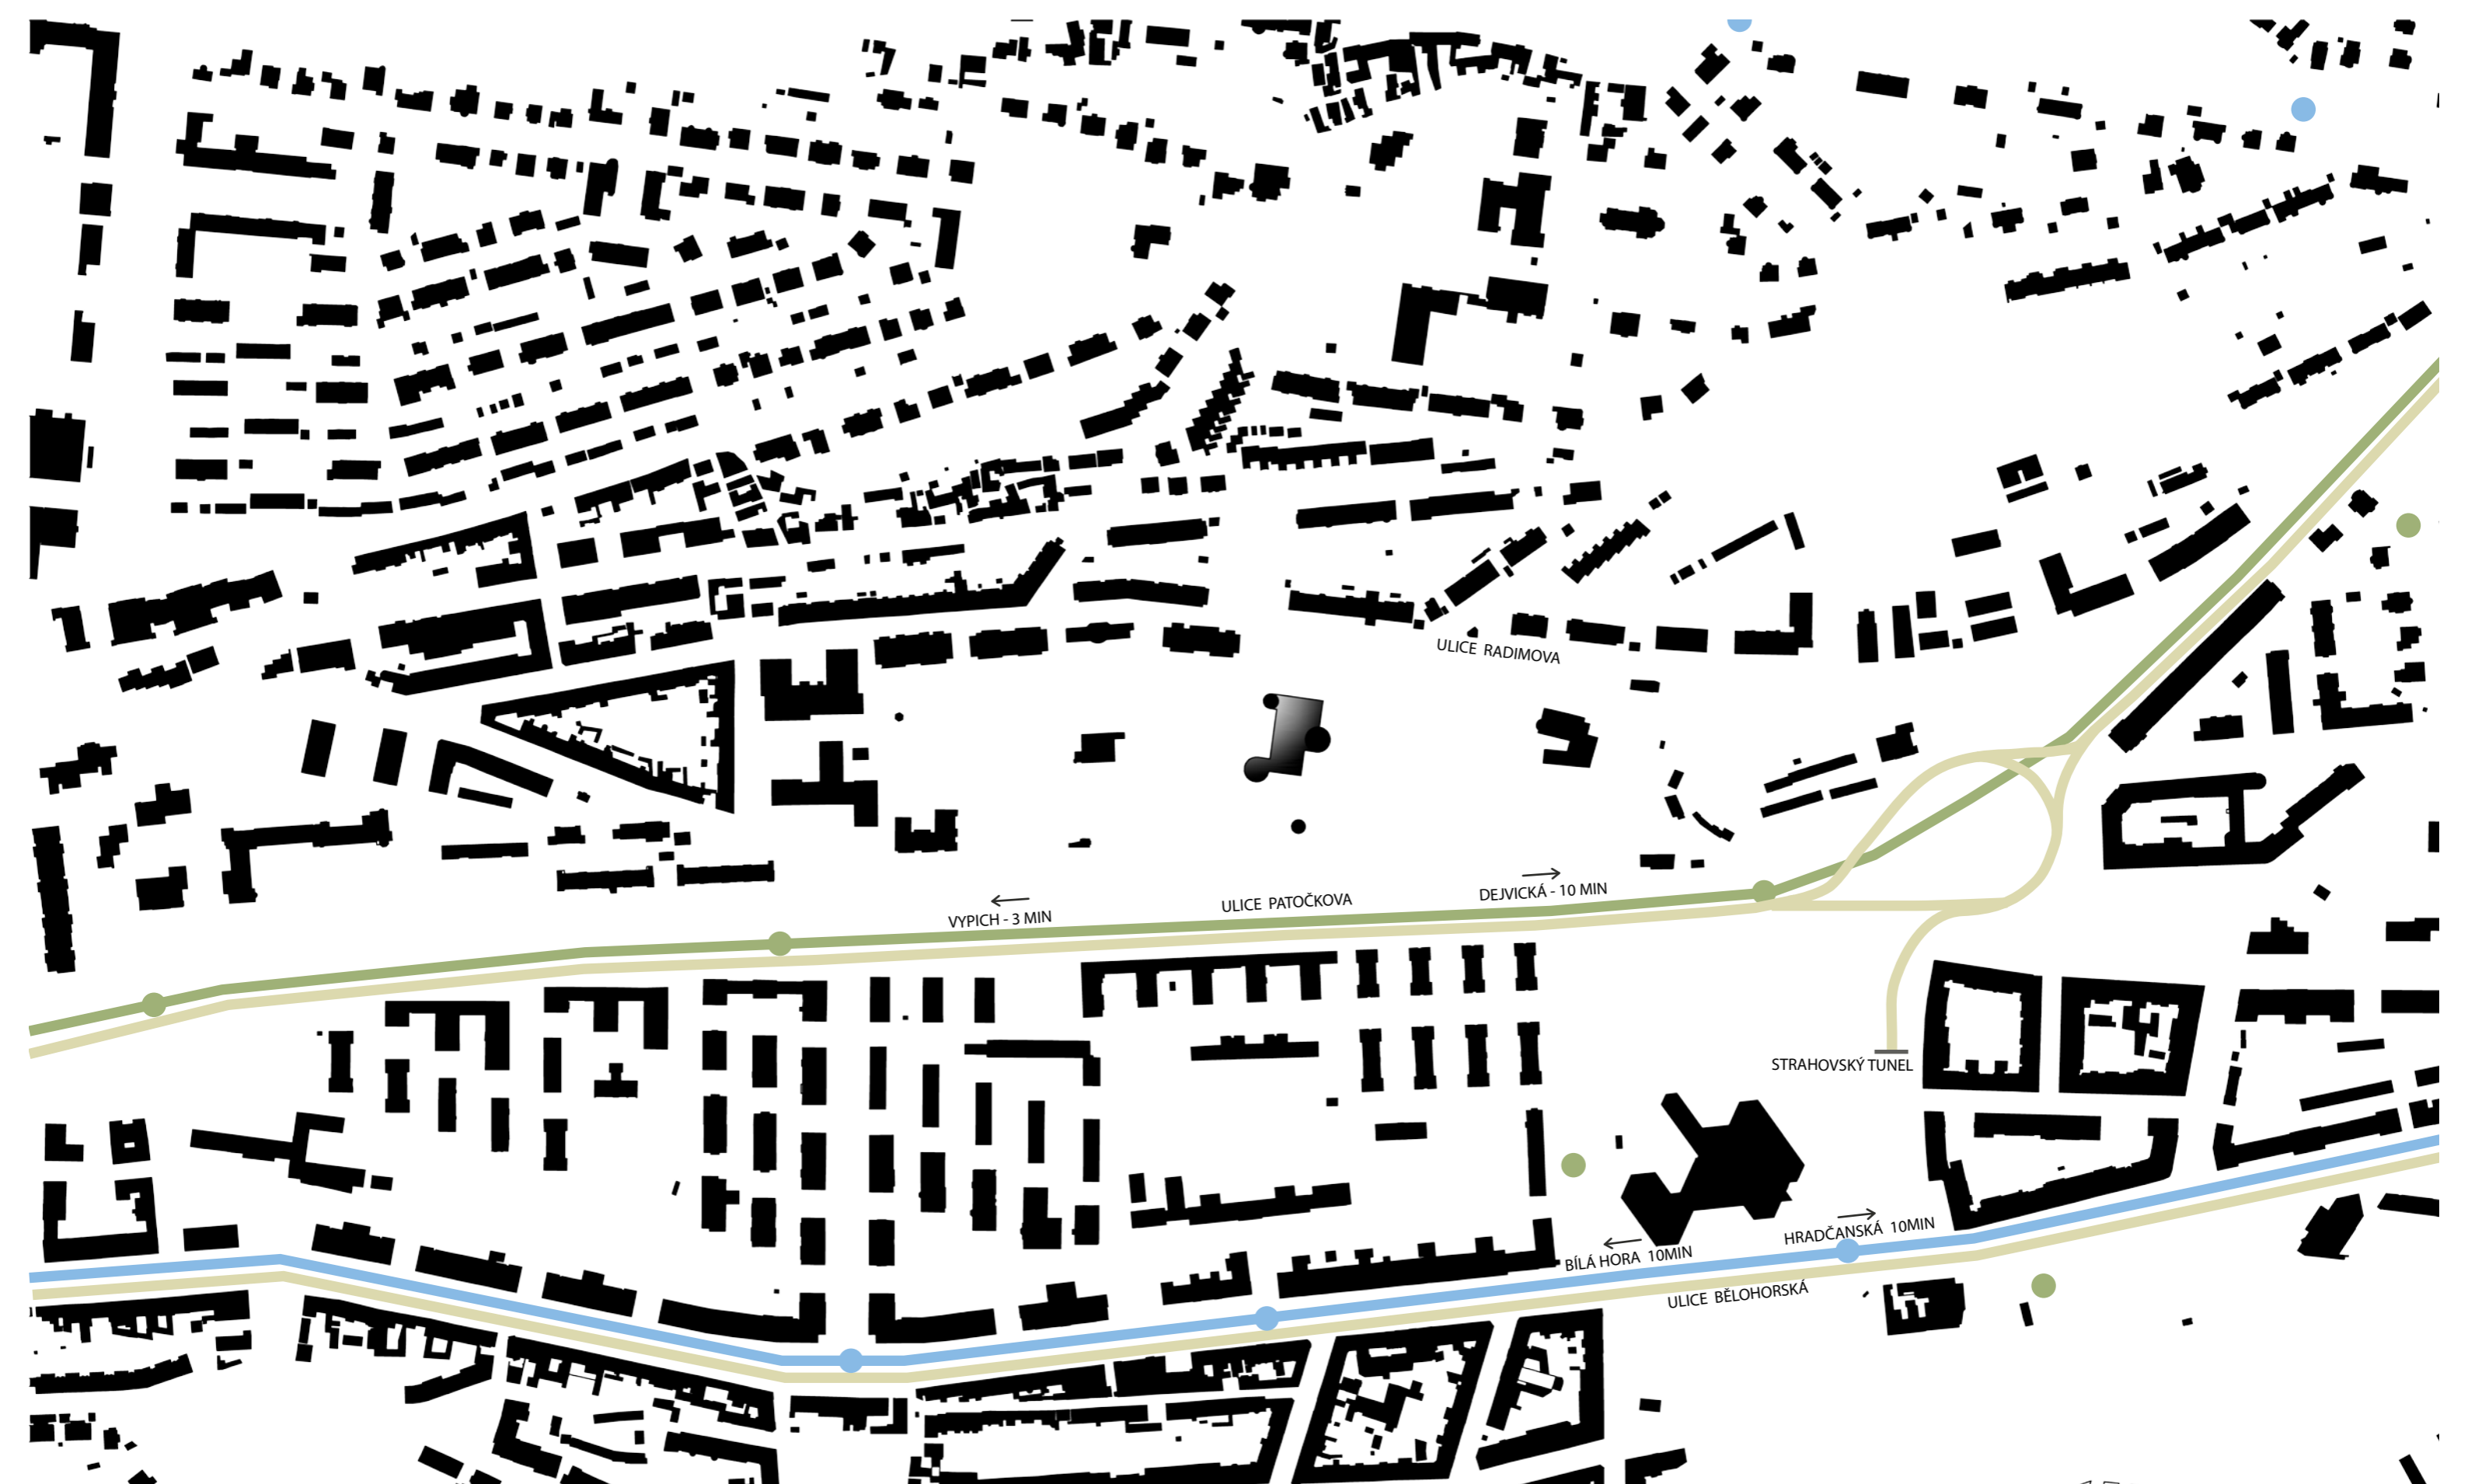 ULICE RADIMOVA
VYPICH - 3 MIN
ULICE PATOČKOVA
DEJVICKÁ - 10 MIN
STRAHOVSKÝ TUNEL
BÍLÁ HORA 10MIN
HRADČANSKÁ 10MIN
ULICE BĚLOHORSKÁ